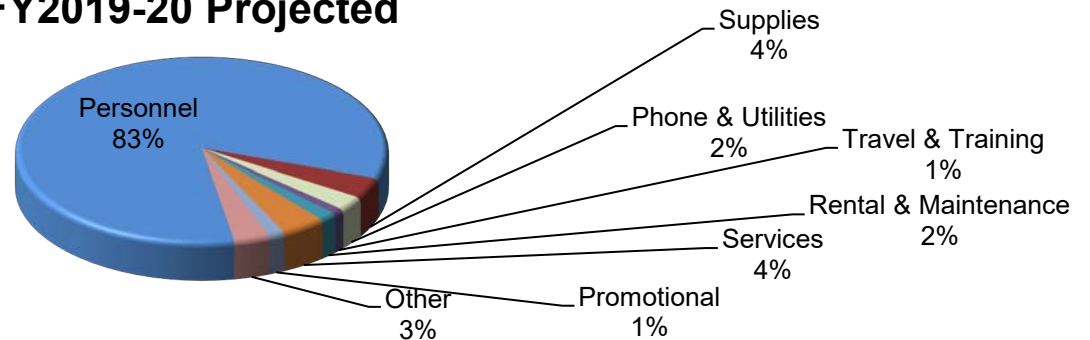 FY2019-20 Projected
Supplies
4%
Personnel
83%
Phone & Utilities
2%
Travel & Training
1%
Rental & Maintenance
2%
Services
4%
Promotional
1%
Other
3%